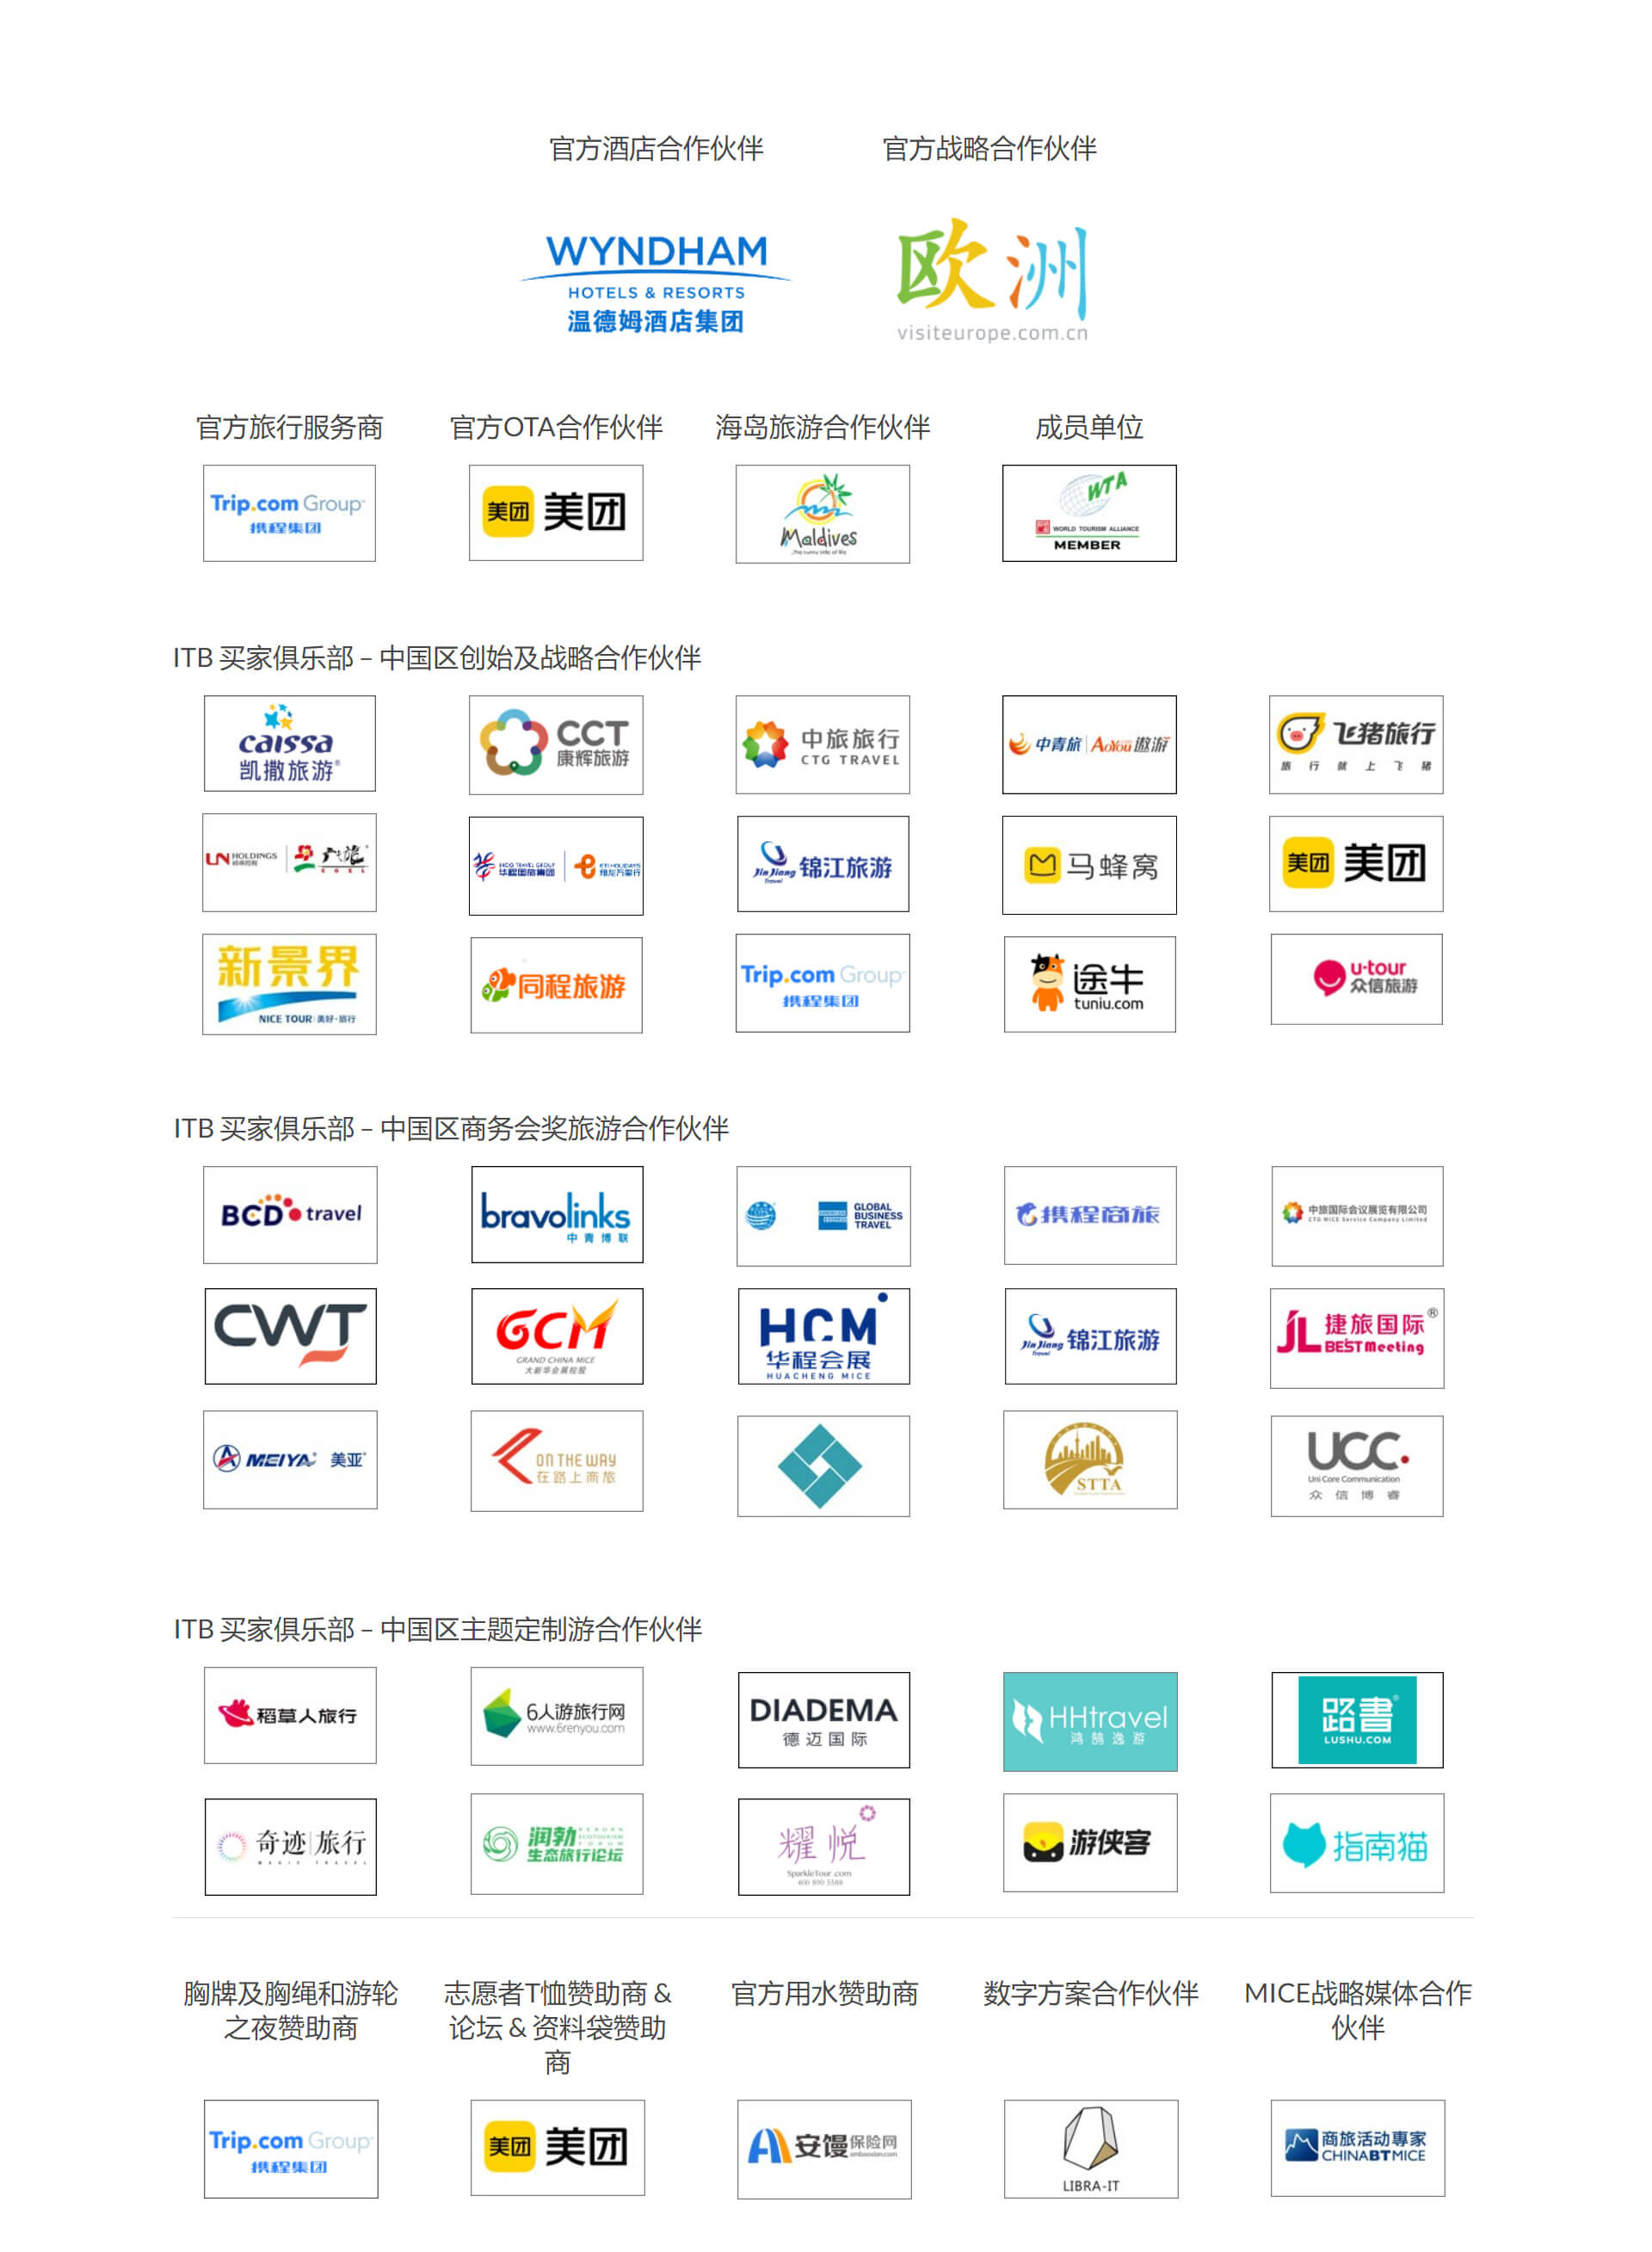 官方酒店合作伙伴 官方战略合作伙伴
WYNDHAM
HOTELS & RESORTS
温德姆酒店集团
欧洲
visiteurope.com.cn
官方旅行服务商 官方OTA合作伙伴 海岛旅游合作伙伴 成员单位
Trip.com Group
携程集团
美团 美团
Maldives
The sunny side of life
WTA
WORLD TOURISM ALLIANCE
MEMBER
ITB 买家俱乐部 – 中国区创始及战略合作伙伴
caissa
凯撒旅游®
CCT
康辉旅游
中旅旅行
CTG TRAVEL
中青旅 AoYou 遨游
飞猪旅行
旅行就上飞猪
LN HOLDINGS
岭南控股
广之旅
GZL
HCG TRAVEL GROUP
华程国旅集团
ETI HOLIDAYS
翔龙万里行
JinJiang
Travel
锦江旅游
马蜂窝
美团 美团
新景界
NICE TOUR 美好·旅行
同程旅游
Trip.com Group
携程集团
途牛
tuniu.com
u-tour
众信旅游
ITB 买家俱乐部 – 中国区商务会奖旅游合作伙伴
BCD travel
bravolinks
中青博联
AMERICAN EXPRESS
GLOBAL
BUSINESS
TRAVEL
携程商旅
中旅国际会议展览有限公司
CTG MICE Service Company Limited
CWT
GCM
GRAND CHINA MICE
大新华会展控股
HCM
华程会展
HUACHENG MICE
JinJiang
Travel
锦江旅游
JL 捷旅国际®
BEST Meeting
MEIYA 美亚
ON THE WAY
在路上商旅
STTA
UCC.
Uni Core Communication
众信博睿
ITB 买家俱乐部 – 中国区主题定制游合作伙伴
稻草人旅行
6人游旅行网
www.6renyou.com
DIADEMA
德迈国际
HHtravel
鸿鹄逸游
路書®
LUSHU.COM
奇迹旅行
MAGIC TRAVEL
润勃
ECOTOURISM
FORUM
生态旅行论坛
耀悦
SparkleTour.com
400 890 5588
游侠客
指南猫
胸牌及胸绳和游轮
之夜赞助商
志愿者T恤赞助商 &
论坛 & 资料袋赞助
商
官方用水赞助商
数字方案合作伙伴
MICE战略媒体合作
伙伴
Trip.com Group
携程集团
美团 美团
安馒保险网
LIBRA-IT
商旅活动專家
CHINABTMICE